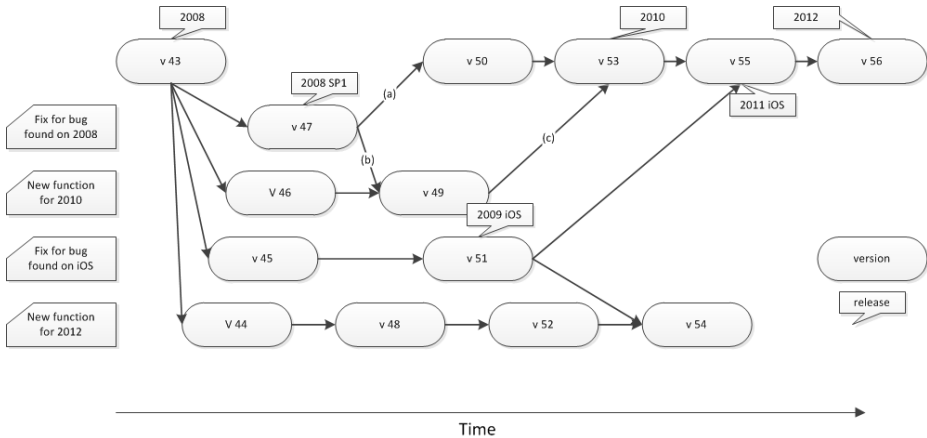 2008
2010
2012
v 43
v 50
v 53
v 55
v 56
2008 SP1
(a)
2011 iOS
Fix for bug
found on 2008
v 47
(c)
(b)
New function
for 2010
V 46
v 49
2009 iOS
Fix for bug
found on iOS
v 45
v 51
version
release
New function
for 2012
V 44
v 48
v 52
v 54
Time